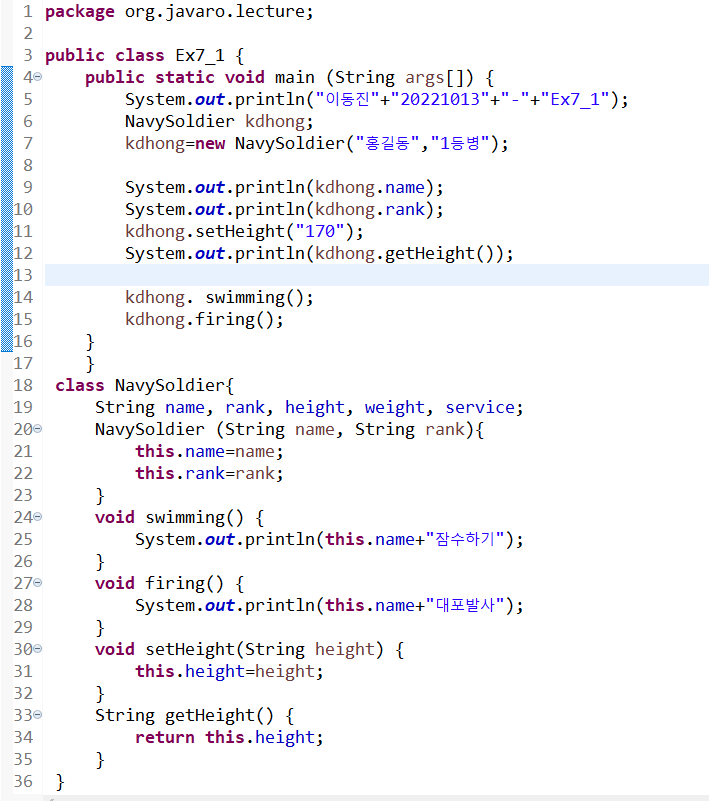 1 package org.javaro.lecture;
2
3 public class Ex7_1 {
4     public static void main (String args[]) {
5         System.out.println("이동진"+"20221013"+"-"+"Ex7_1");
6         NavySoldier kdhong;
7         kdhong=new NavySoldier("홍길동","1등병");
8
9         System.out.println(kdhong.name);
10         System.out.println(kdhong.rank);
11         kdhong.setHeight("170");
12         System.out.println(kdhong.getHeight());
13
14         kdhong. swimming();
15         kdhong.firing();
16     }
17     }
18  class NavySoldier{
19      String name, rank, height, weight, service;
20      NavySoldier (String name, String rank){
21          this.name=name;
22          this.rank=rank;
23      }
24      void swimming() {
25          System.out.println(this.name+"잠수하기");
26      }
27      void firing() {
28          System.out.println(this.name+"대포발사");
29      }
30      void setHeight(String height) {
31          this.height=height;
32      }
33      String getHeight() {
34          return this.height;
35      }
36  }